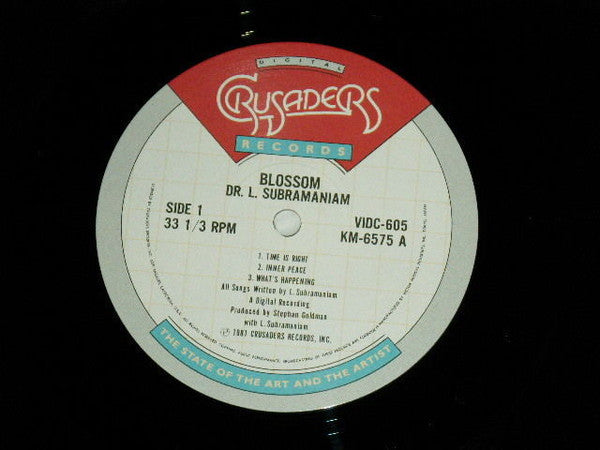 DIGITAL
CRUSADERS
RECORDS
BLOSSOM
DR. L. SUBRAMANIAM
SIDE 1
33 1/3 RPM
VIDC-605
KM-6575 A
1. TIME IS RIGHT
2. INNER PEACE
3. WHAT'S HAPPENING
All Songs Written by L. Subramaniam
A Digital Recording
Produced by Stephan Goldman
with L. Subramaniam
Ⓟ 1981 CRUSADERS RECORDS, INC.
THE STATE OF THE ART AND THE ARTIST